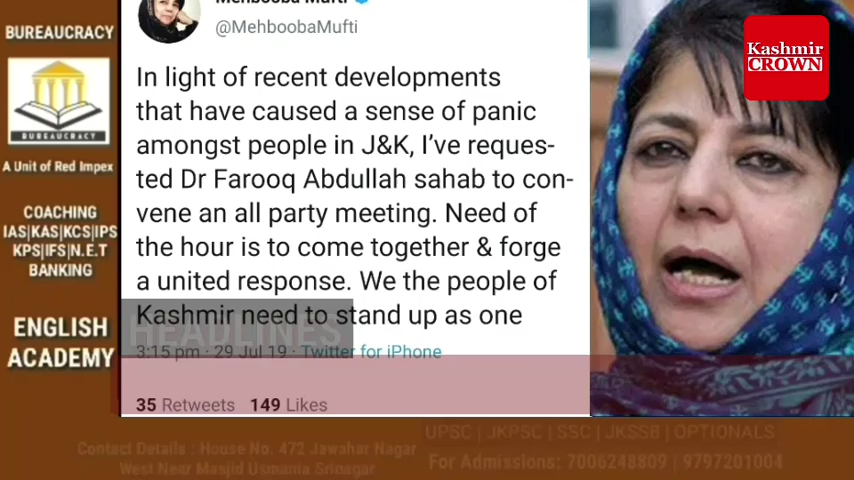 BUREAUCRACY
BUREAUCRACY
A Unit of Red Impex
COACHING
IAS|KAS|KCS|IPS
KPS|IFS|N.E.T
BANKING
ENGLISH
ACADEMY
Mehbooba Mufti
@MehboobaMufti
In light of recent developments
that have caused a sense of panic
amongst people in J&K, I’ve reques-
ted Dr Farooq Abdullah sahab to con-
vene an all party meeting. Need of
the hour is to come together & forge
a united response. We the people of
Kashmir need to stand up as one
HEADLINES
3:15 pm · 29 Jul 19 · Twitter for iPhone
35 Retweets 149 Likes
Kashmir
CROWN
Contact Details : House No. 472 Jawahar Nagar
West Near Masjid Usmania Srinagar
UPSC | JKPSC | SSC | JKSSB | OPTIONALS
For Admissions: 7006248809 | 9797201004